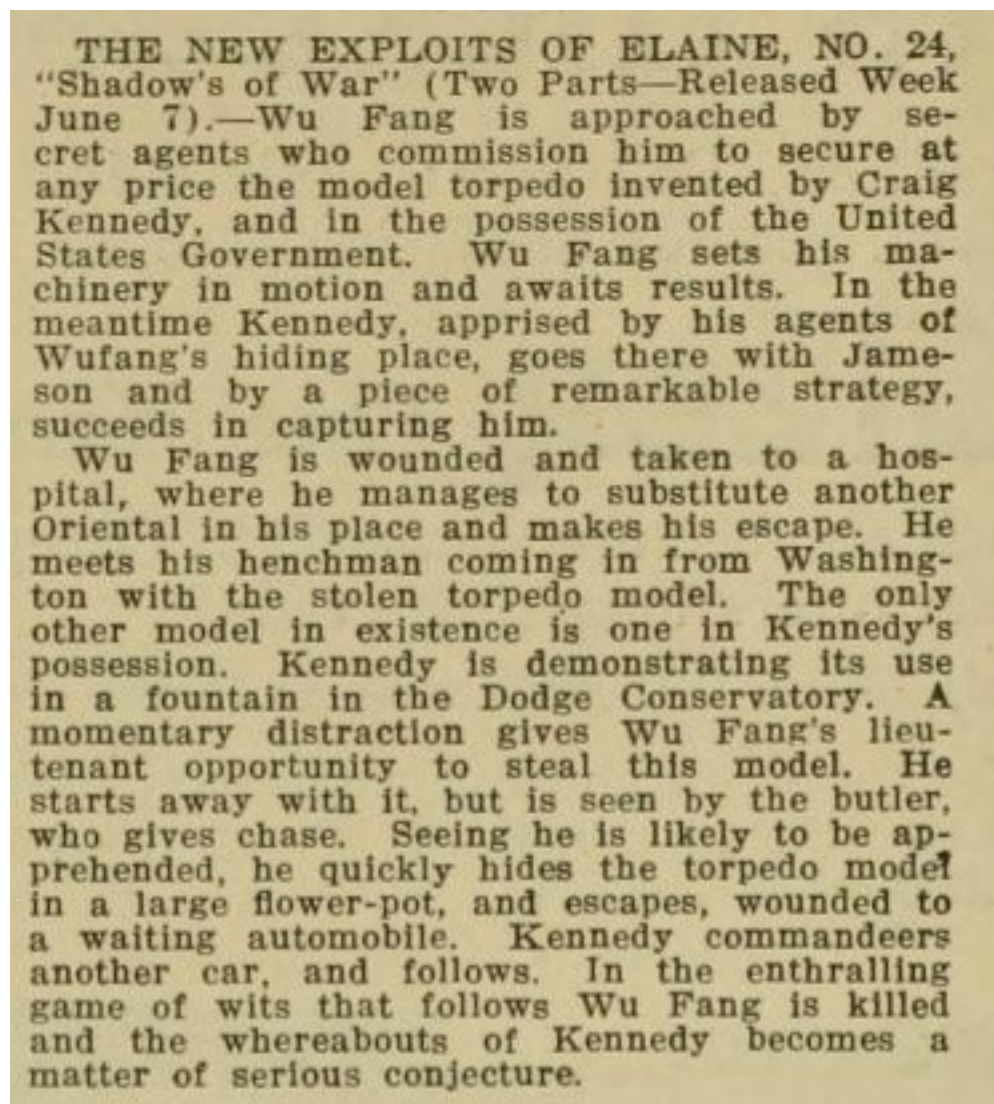 THE NEW EXPLOITS OF ELAINE, NO. 24,
"Shadow's of War" (Two Parts—Released Week
June 7).—Wu Fang is approached by se-
cret agents who commission him to secure at
any price the model torpedo invented by Craig
Kennedy, and in the possession of the United
States Government. Wu Fang sets his ma-
chinery in motion and awaits results. In the
meantime Kennedy, apprised by his agents of
Wufang's hiding place, goes there with Jame-
son and by a piece of remarkable strategy,
succeeds in capturing him.
Wu Fang is wounded and taken to a hos-
pital, where he manages to substitute another
Oriental in his place and makes his escape. He
meets his henchman coming in from Washing-
ton with the stolen torpedo model. The only
other model in existence is one in Kennedy's
possession. Kennedy is demonstrating its use
in a fountain in the Dodge Conservatory. A
momentary distraction gives Wu Fang's lieu-
tenant opportunity to steal this model. He
starts away with it, but is seen by the butler,
who gives chase. Seeing he is likely to be ap-
prehended, he quickly hides the torpedo model
in a large flower-pot, and escapes, wounded to
a waiting automobile. Kennedy commandeers
another car, and follows. In the enthralling
game of wits that follows Wu Fang is killed
and the whereabouts of Kennedy becomes a
matter of serious conjecture.